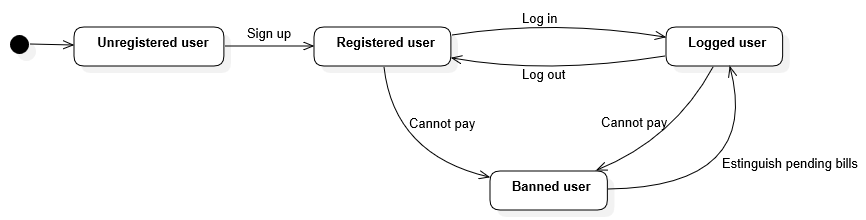 Unregistered user
Sign up
Registered user
Log in
Logged user
Log out
Cannot pay
Cannot pay
Estinguish pending bills
Banned user